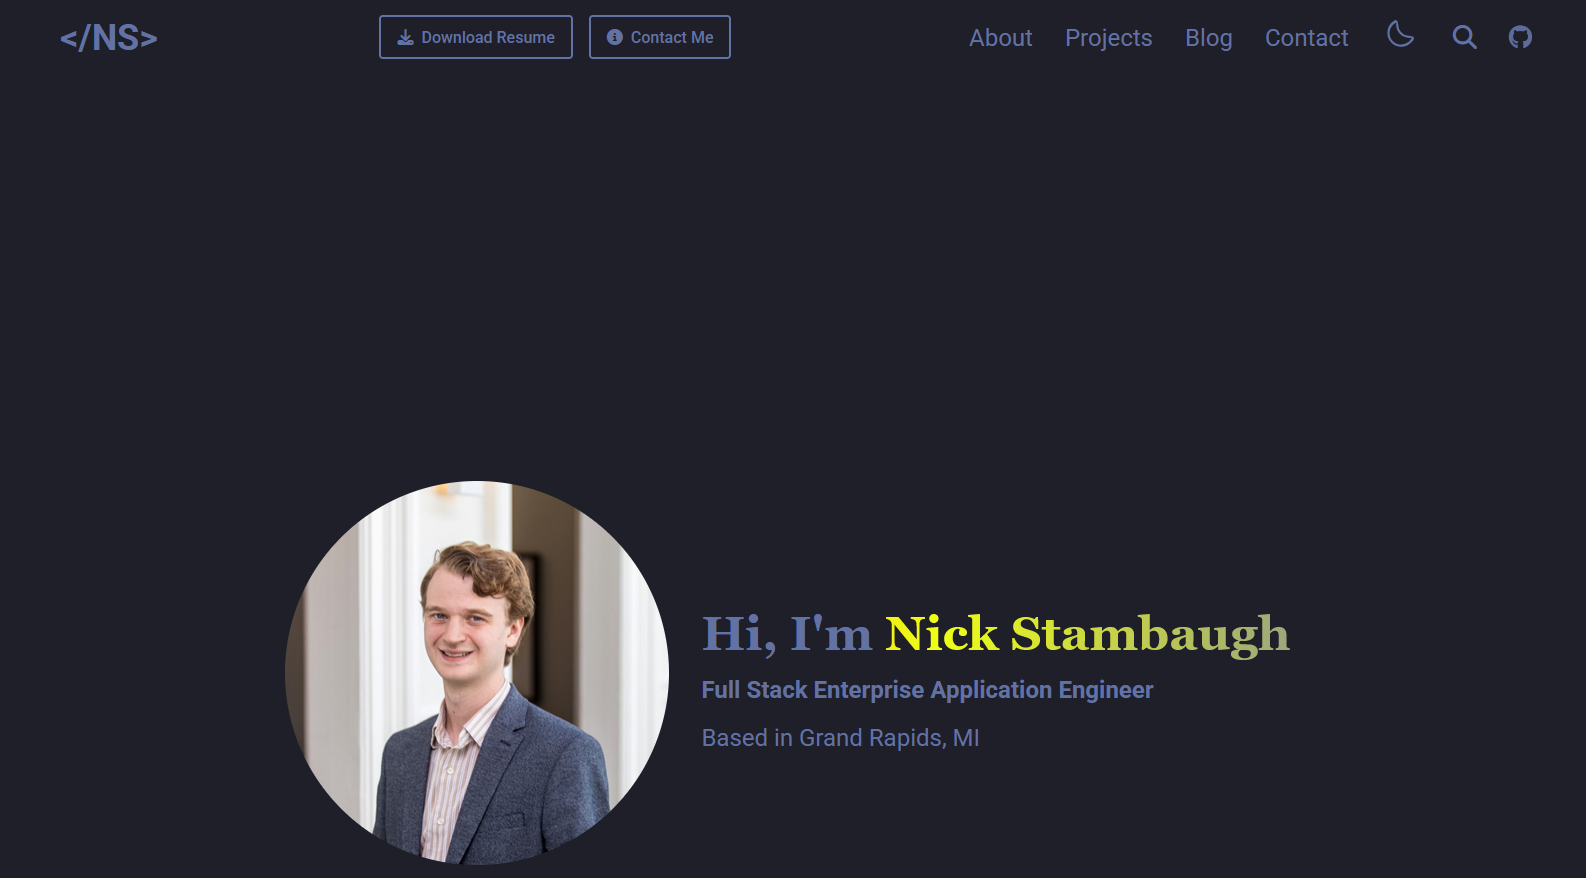 </NS>
Download Resume
Contact Me
About
Projects
Blog
Contact
Hi, I'm Nick Stambaugh
Full Stack Enterprise Application Engineer
Based in Grand Rapids, MI